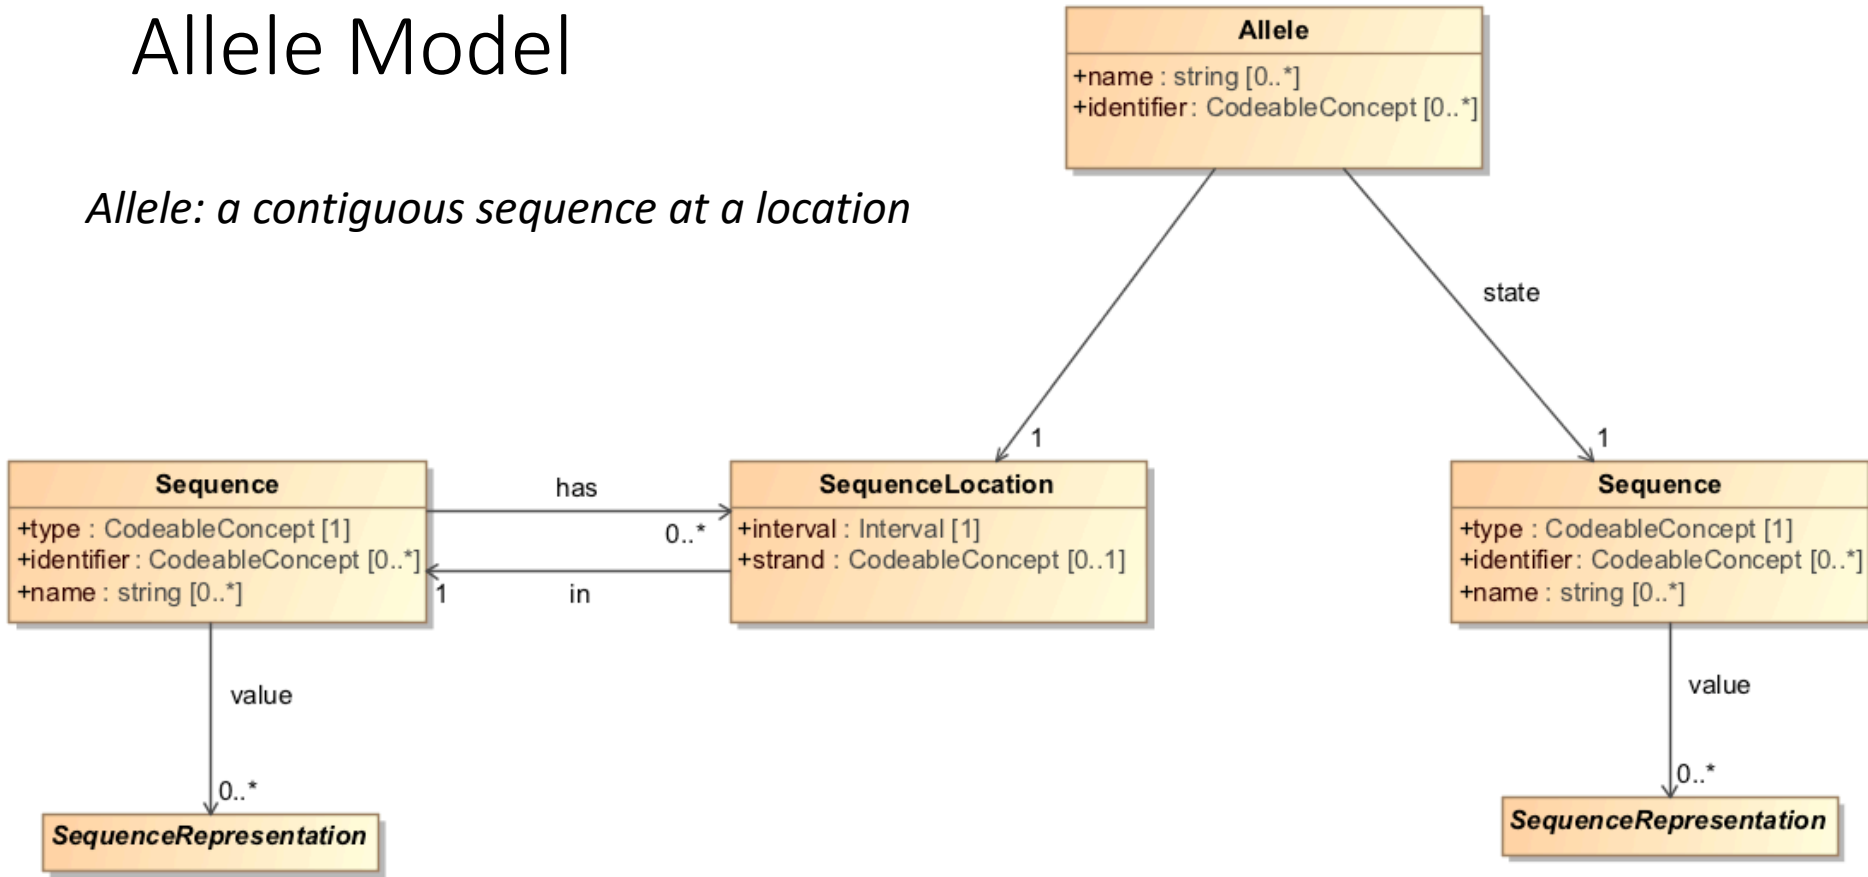 Allele Model
Allele: a contiguous sequence at a location
Allele
+name : string [0..*]
+identifier : CodeableConcept [0..*]
state
1
1
Sequence
+type : CodeableConcept [1]
+identifier : CodeableConcept [0..*]
+name : string [0..*]
has
0..*
1
in
SequenceLocation
+interval : Interval [1]
+strand : CodeableConcept [0..1]
Sequence
+type : CodeableConcept [1]
+identifier: CodeableConcept [0..*]
+name : string [0..*]
value
0..*
SequenceRepresentation
value
0..*
SequenceRepresentation